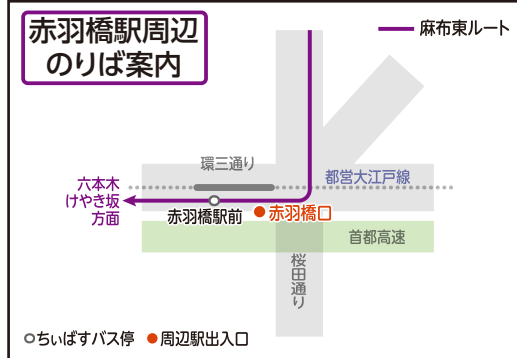 赤羽橋駅周辺
のりば案内
麻布東ルート
環三通り
都営大江戸線
六本木
けやき坂
方面
赤羽橋駅前
赤羽橋口
首都高速
桜田通り
ちぃばすバス停
周辺駅出入口